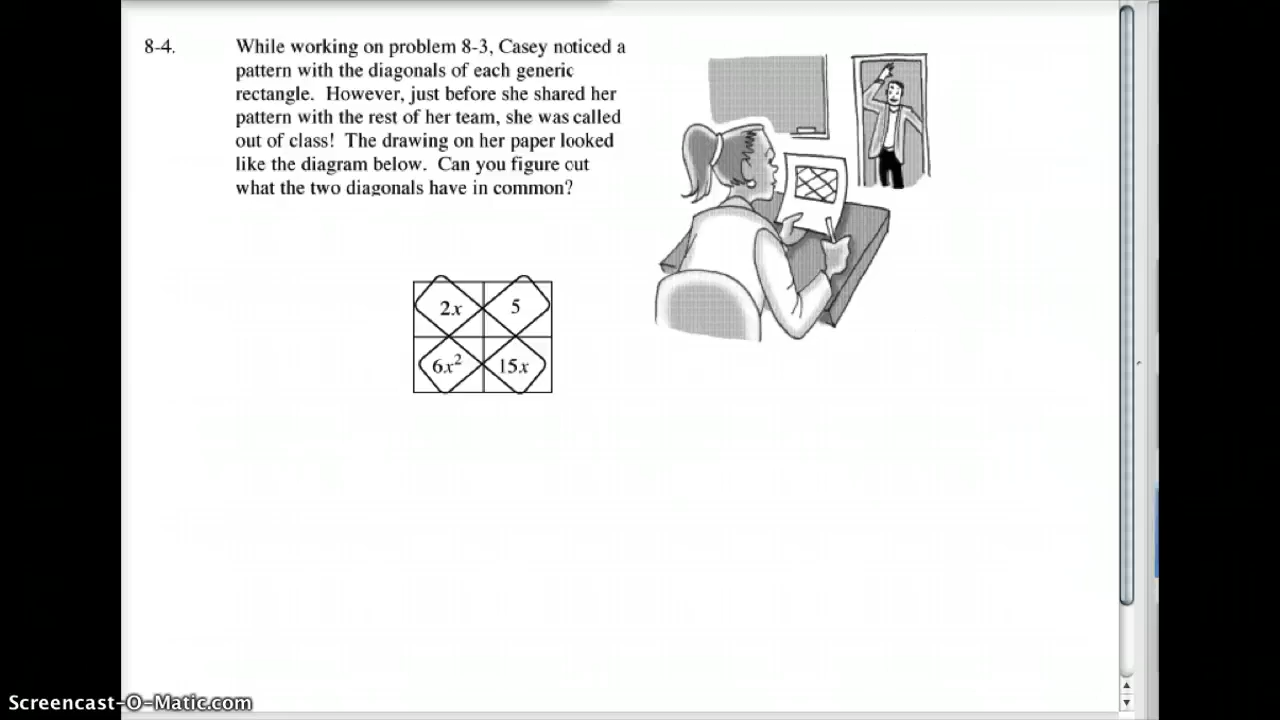 8-4. While working on problem 8-3, Casey noticed a
pattern with the diagonals of each generic
rectangle. However, just before she shared her
pattern with the rest of her team, she was called
out of class! The drawing on her paper looked
like the diagram below. Can you figure out
what the two diagonals have in common?
2x 5
6x² 15x
Screencast-O-Matic.com